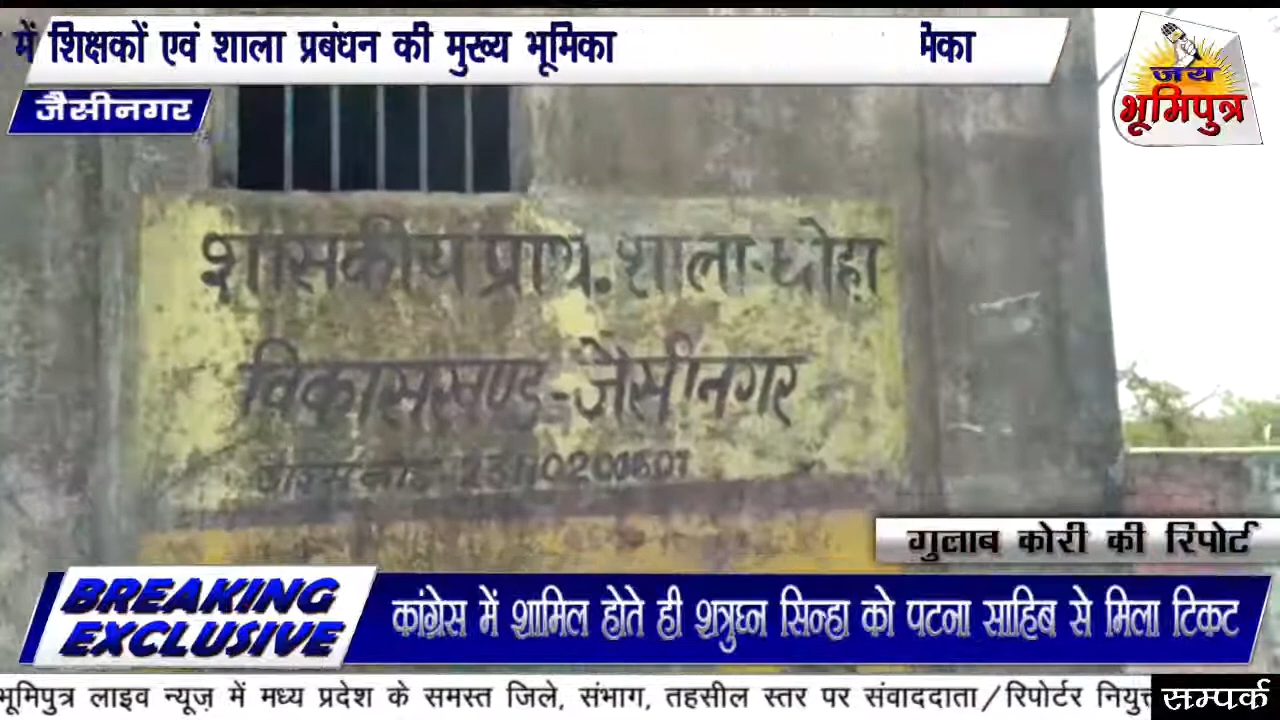 में शिक्षकों एवं शाला प्रबंधन की मुख्य भूमिका
जैसीनगर
जय
भूमिपुत्र
शासकीय प्राथ. शाला-घोहा
विकासखण्ड-जैसीनगर
गुलाब कोरी की रिपोर्ट
BREAKING
EXCLUSIVE
कांग्रेस में शामिल होते ही शत्रुघ्न सिन्हा को पटना साहिब से मिला टिकट
भूमिपुत्र लाइव न्यूज़ में मध्य प्रदेश के समस्त जिले, संभाग, तहसील स्तर पर संवाददाता/रिपोर्टर
सम्पर्क